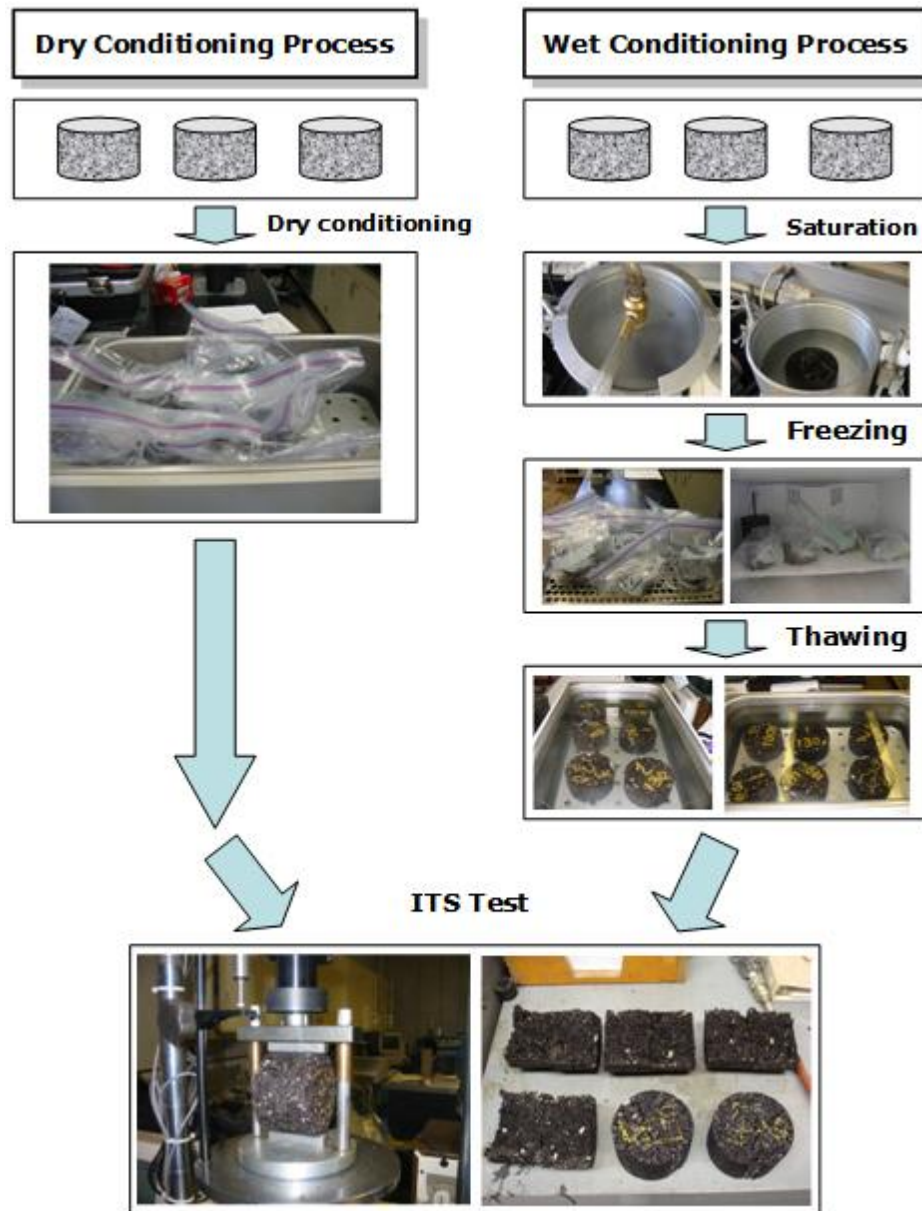 Dry Conditioning Process
Wet Conditioning Process
Dry conditioning
Saturation
Freezing
Thawing
ITS Test